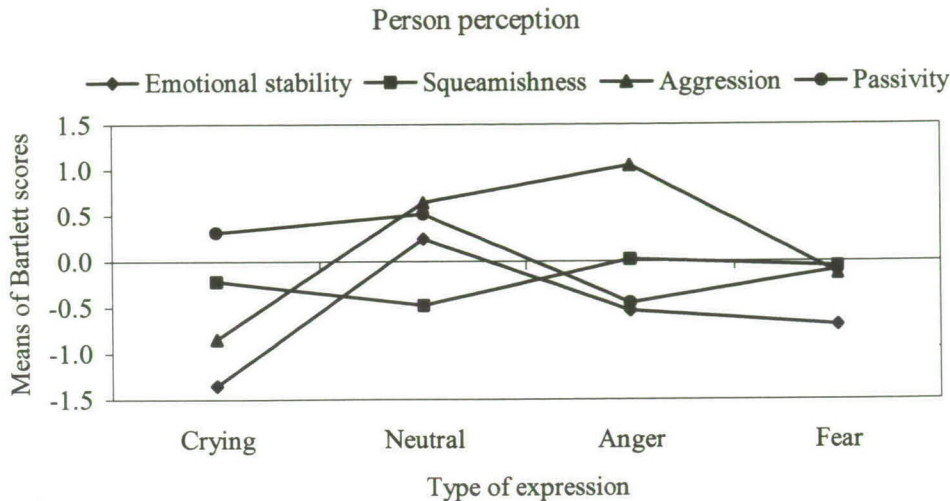 Person perception
Emotional stability Squeamishness Aggression Passivity
Means of Bartlett scores
1.5
1.0
0.5
0.0
-0.5
-1.0
-1.5
Crying Neutral Anger Fear
Type of expression